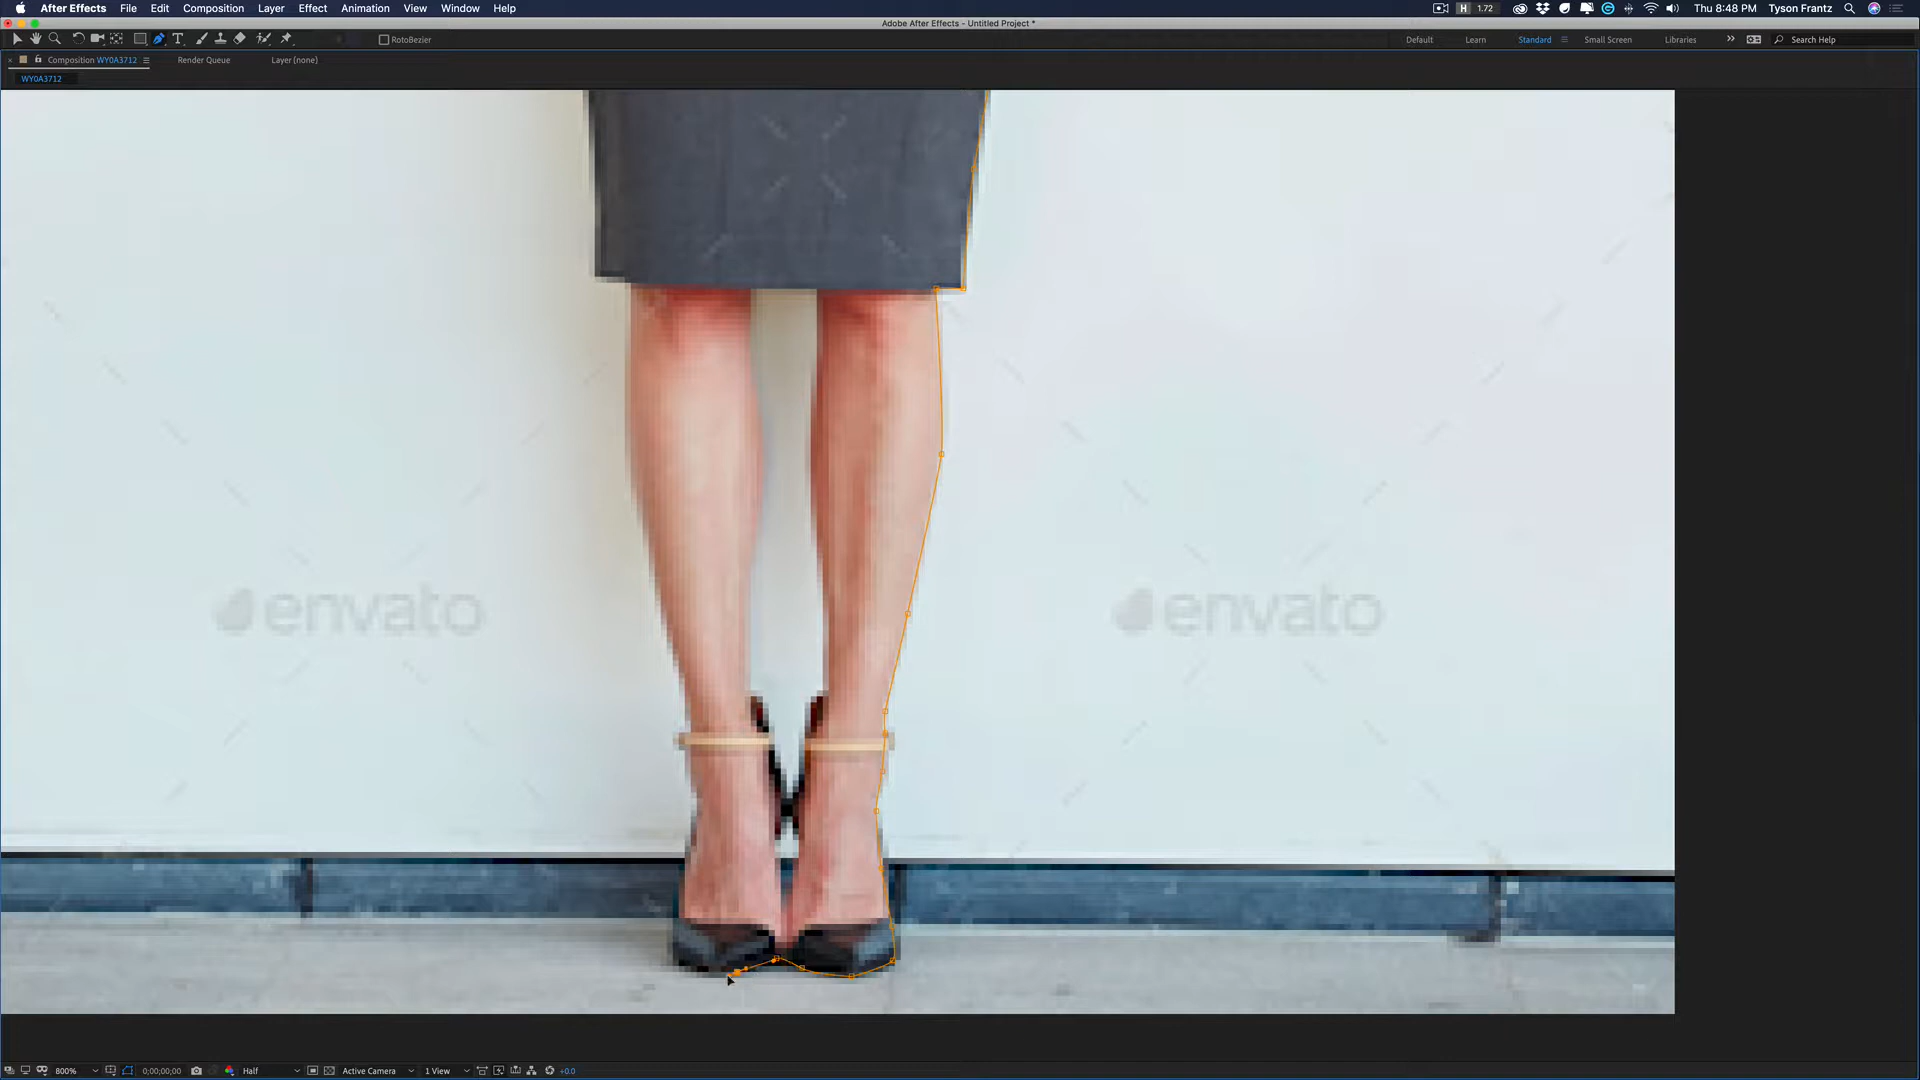 After Effects File Edit Composition Layer Effect Animation View Window Help 1.72 Thu 8:48 PM Tyson Frantz
Adobe After Effects - Untitled Project *
RotoBezier Default Learn Standard Small Screen Libraries Search Help
Composition WY0A3712 Render Queue Layer (none)
WY0A3712
envato envato
800% 0;00;00;00 Half Active Camera 1 View +0.0